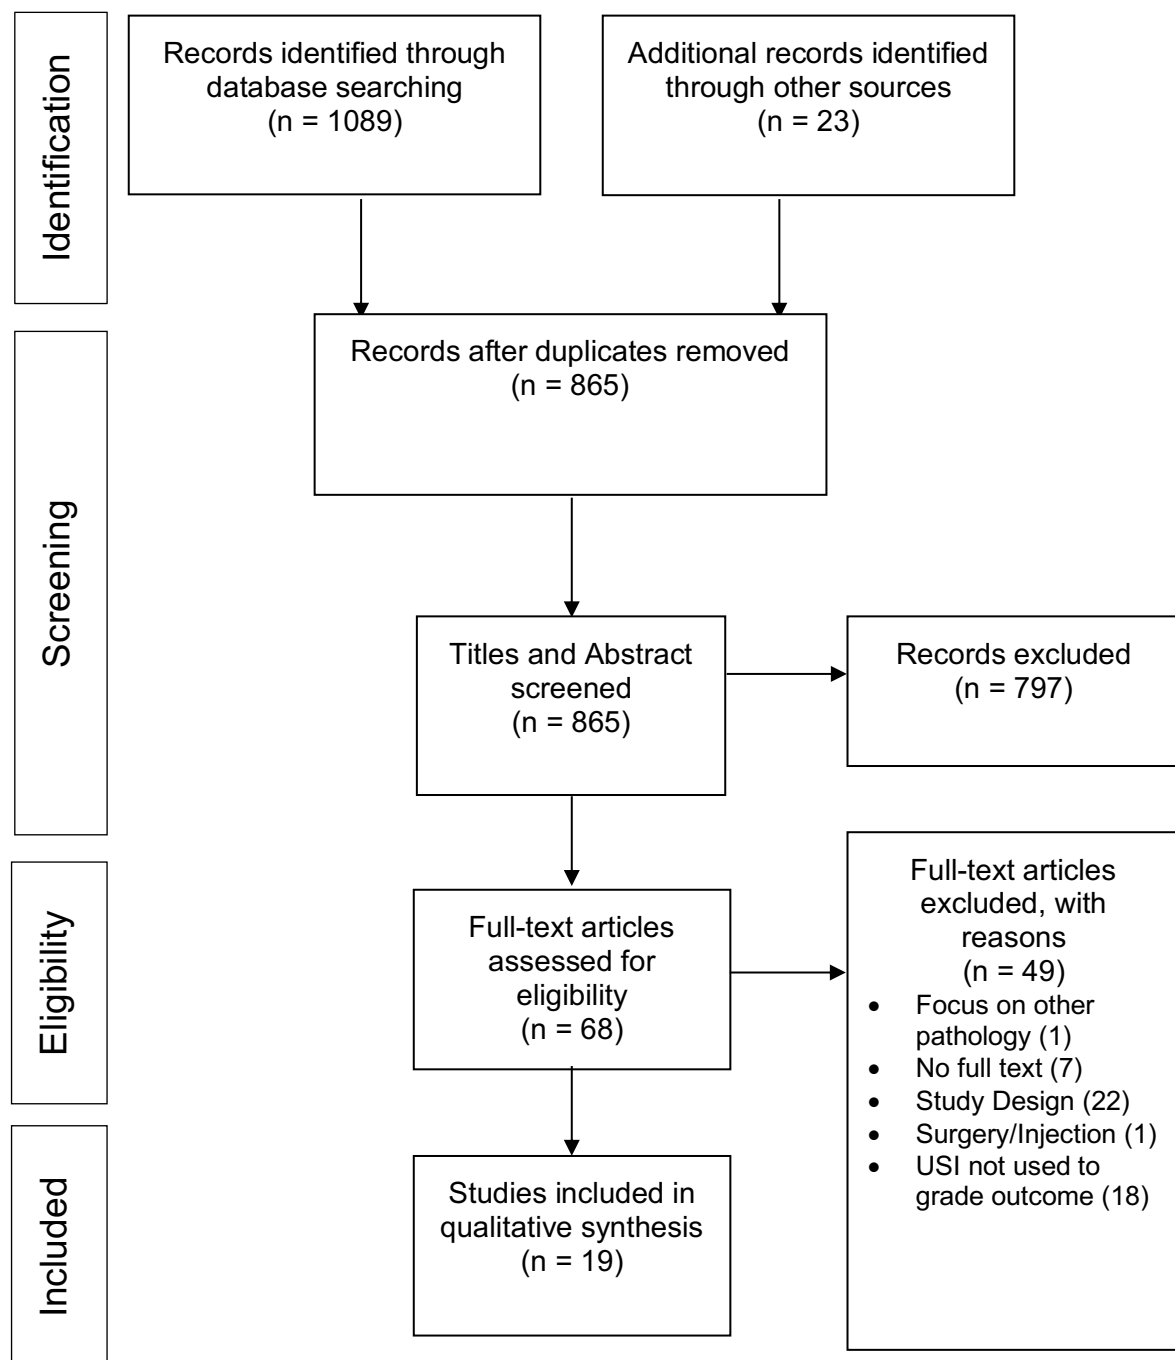 Identification
Records identified through
database searching
(n = 1089)
Additional records identified
through other sources
(n = 23)
Screening
Records after duplicates removed
(n = 865)
Titles and Abstract
screened
(n = 865)
Records excluded
(n = 797)
Eligibility
Full-text articles
assessed for
eligibility
(n = 68)
Full-text articles
excluded, with
reasons
(n = 49)
• Focus on other
pathology (1)
• No full text (7)
• Study Design (22)
• Surgery/Injection (1)
• USI not used to
grade outcome (18)
Included
Studies included in
qualitative synthesis
(n = 19)